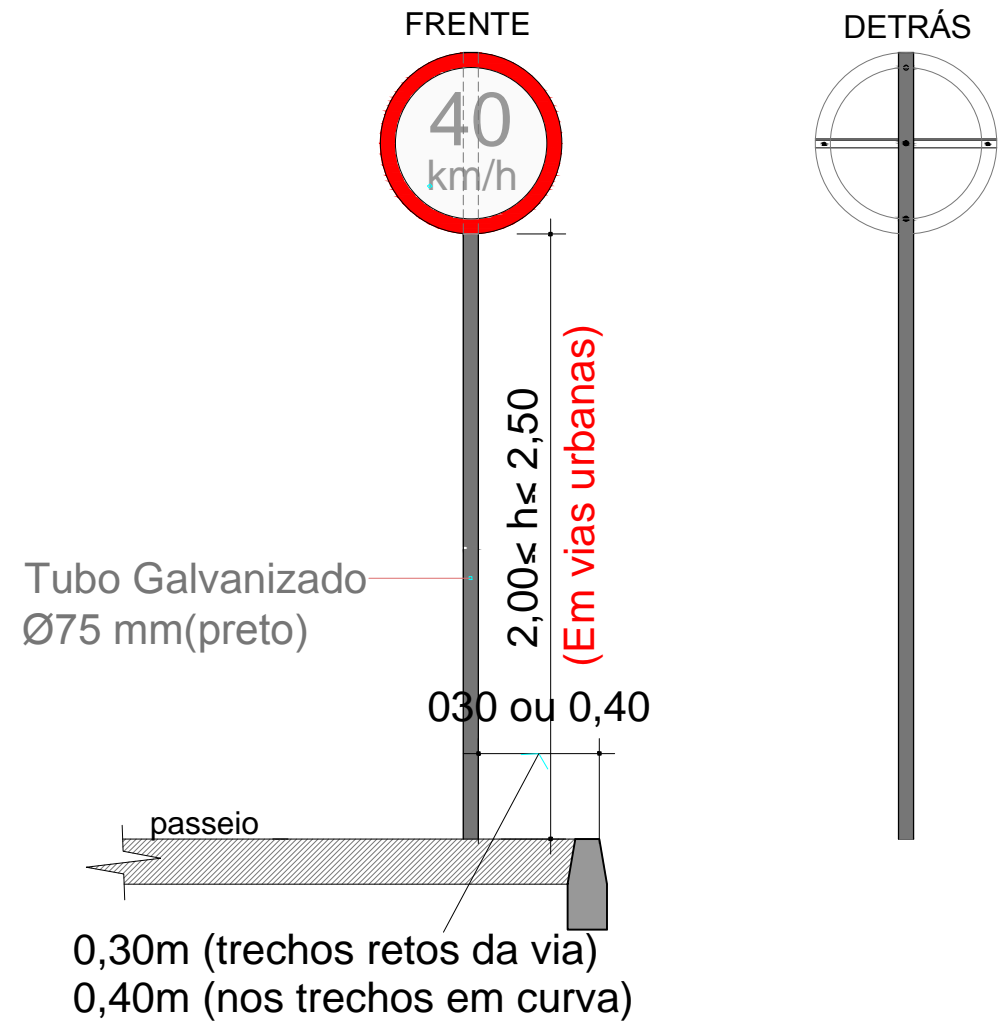 FRENTE
DETRÁS
40
km/h
2,00≤ h≤ 2,50
(Em vias urbanas)
Tubo Galvanizado
Ø75 mm(preto)
030 ou 0,40
passeio
0,30m (trechos retos da via)
0,40m (nos trechos em curva)